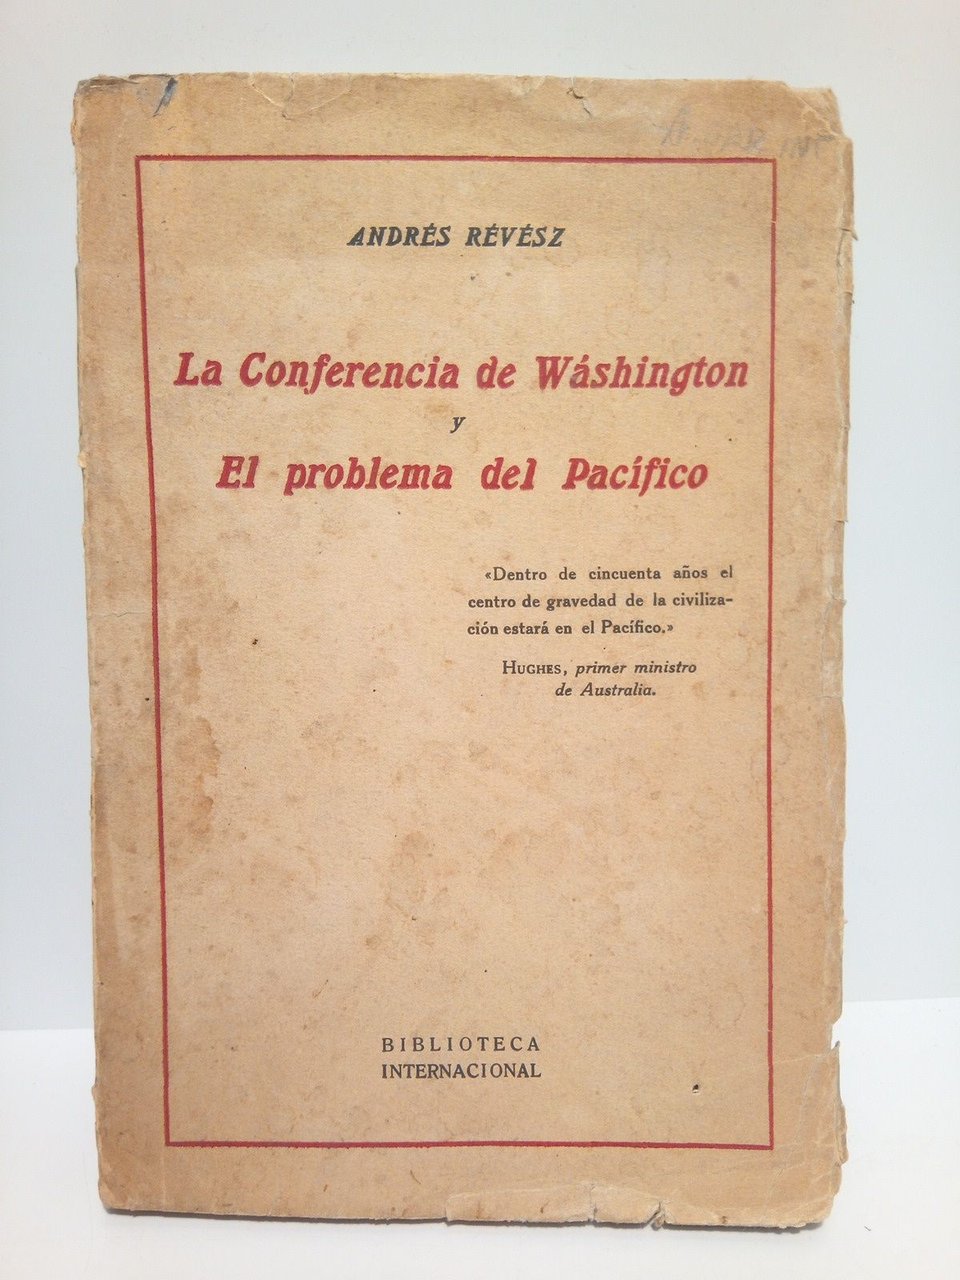 ANDRÉS RÉVÉSZ
La Conferencia de Wáshington
y
El problema del Pacífico
«Dentro de cincuenta años el
centro de gravedad de la civiliza-
ción estará en el Pacífico.»
HUGHES, primer ministro
de Australia.
BIBLIOTECA
INTERNACIONAL